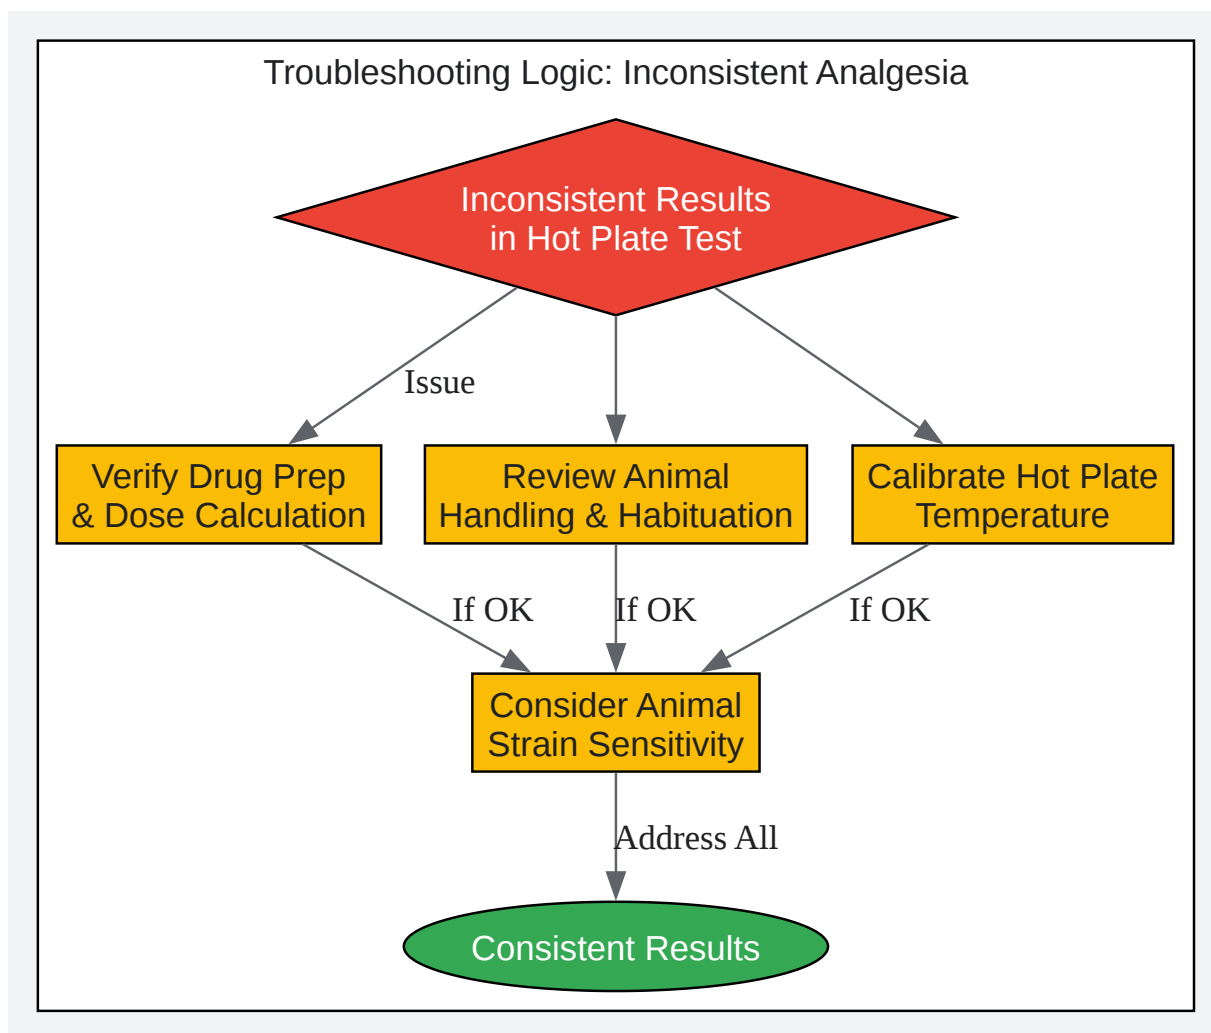 Troubleshooting Logic: Inconsistent Analgesia
Inconsistent Results
in Hot Plate Test
Issue
Verify Drug Prep
& Dose Calculation
Review Animal
Handling & Habituation
Calibrate Hot Plate
Temperature
If OK
If OK
If OK
Consider Animal
Strain Sensitivity
Address All
Consistent Results